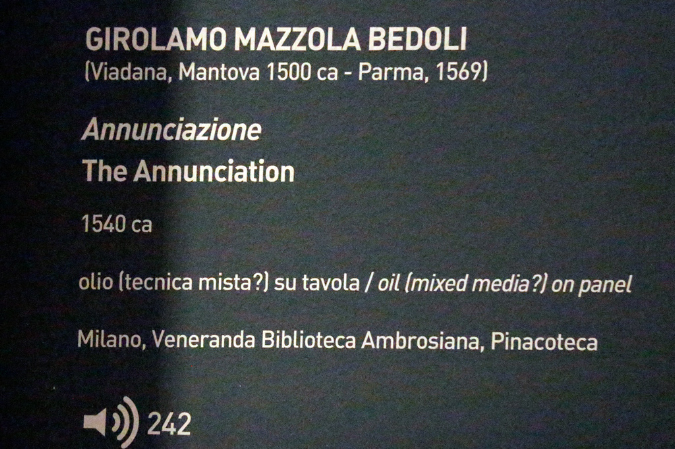 GIROLAMO MAZZOLA BEDOLI
(Viadana, Mantova 1500 ca - Parma, 1569)
Annunciazione
The Annunciation
1540 ca
olio (tecnica mista?) su tavola / oil (mixed media?) on panel
Milano, Veneranda Biblioteca Ambrosiana, Pinacoteca
242